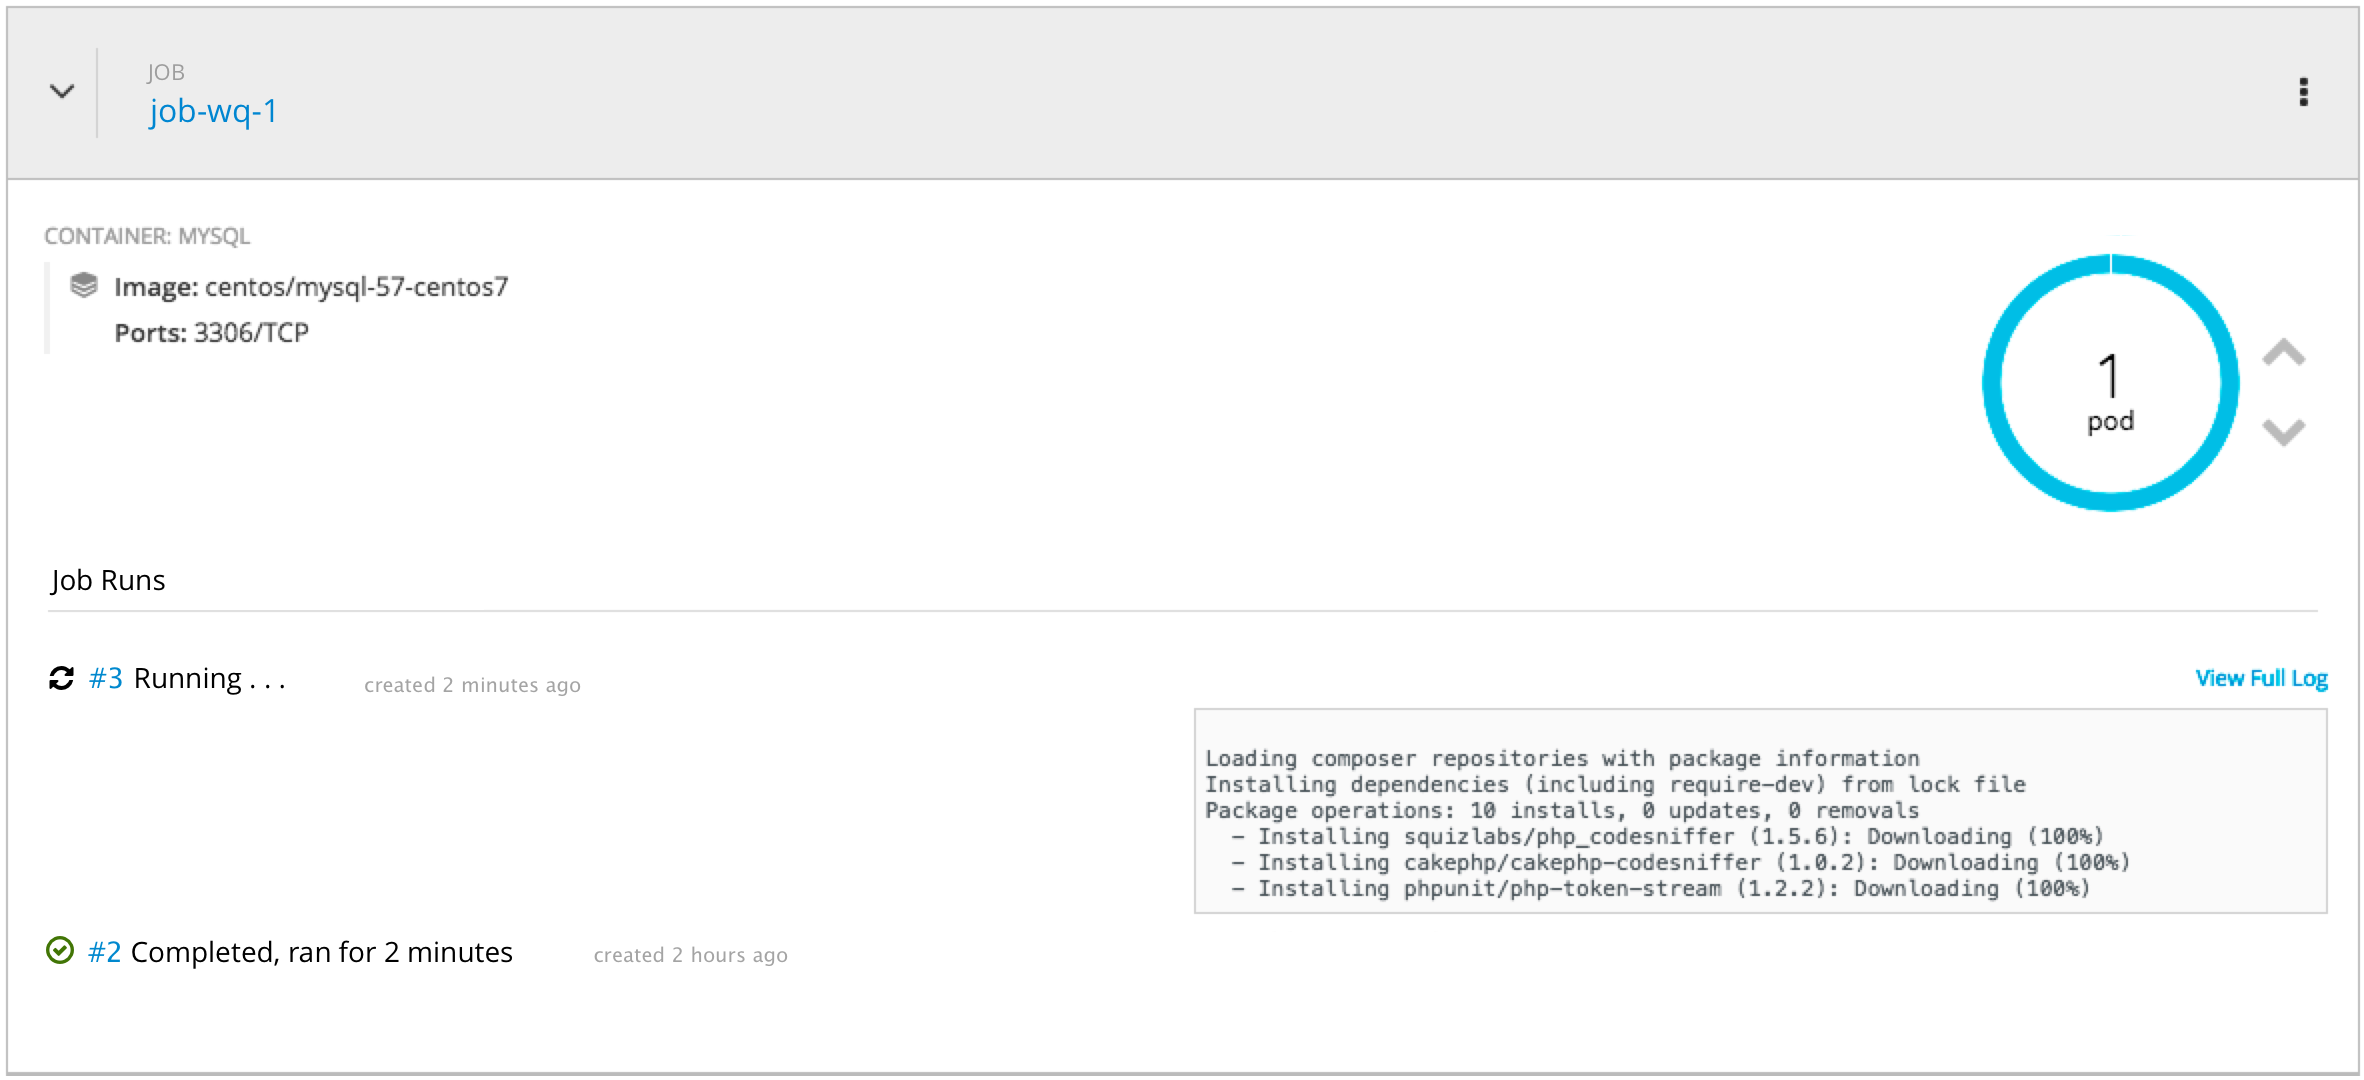 JOB
job-wq-1
CONTAINER: MYSQL
Image: centos/mysql-57-centos7
Ports: 3306/TCP
1
pod
Job Runs
#3 Running . . . created 2 minutes ago View Full Log
Loading composer repositories with package information
Installing dependencies (including require-dev) from lock file
Package operations: 10 installs, 0 updates, 0 removals
- Installing squizlabs/php_codesniffer (1.5.6): Downloading (100%)
- Installing cakephp/cakephp-codesniffer (1.0.2): Downloading (100%)
- Installing phpunit/php-token-stream (1.2.2): Downloading (100%)
#2 Completed, ran for 2 minutes created 2 hours ago